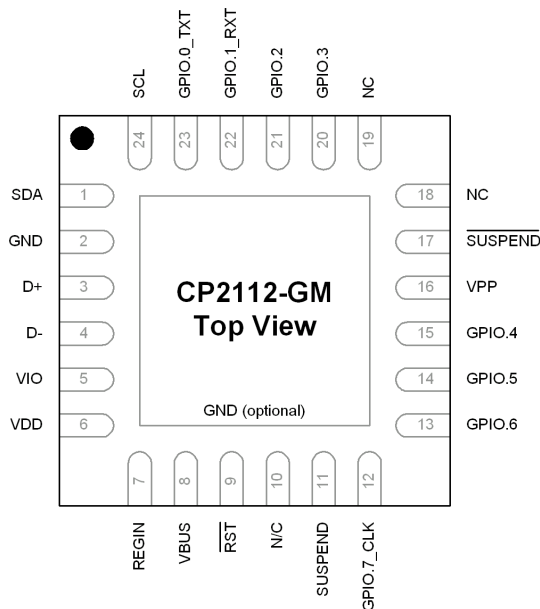 SCL
GPIO.0_TXT
GPIO.1_RXT
GPIO.2
GPIO.3
NC
24
23
22
21
20
19
SDA 1
GND 2
D+ 3
D- 4
VIO 5
VDD 6
CP2112-GM
Top View
GND (optional)
18 NC
17 SUSPEND
16 VPP
15 GPIO.4
14 GPIO.5
13 GPIO.6
7
8
9
10
11
12
REGIN
VBUS
RST
N/C
SUSPEND
GPIO.7_CLK